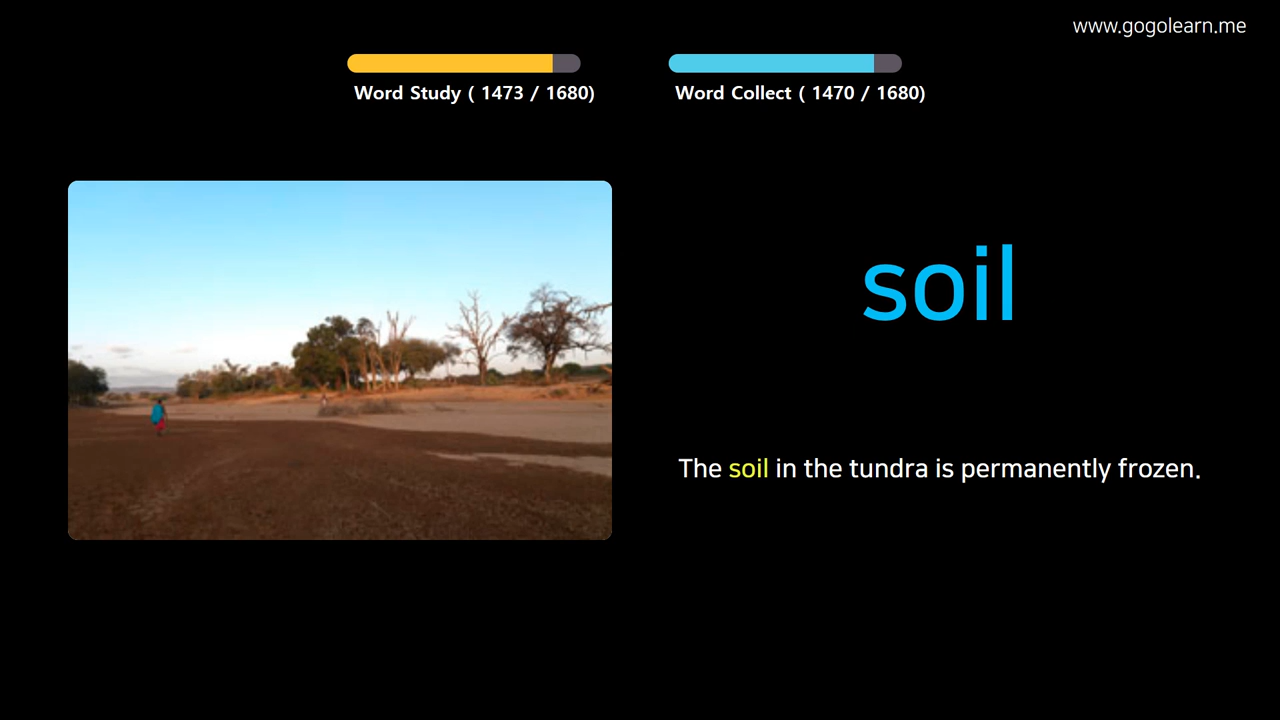 www.gogolearn.me
Word Study ( 1473 / 1680)
Word Collect ( 1470 / 1680)
soil
The soil in the tundra is permanently frozen.